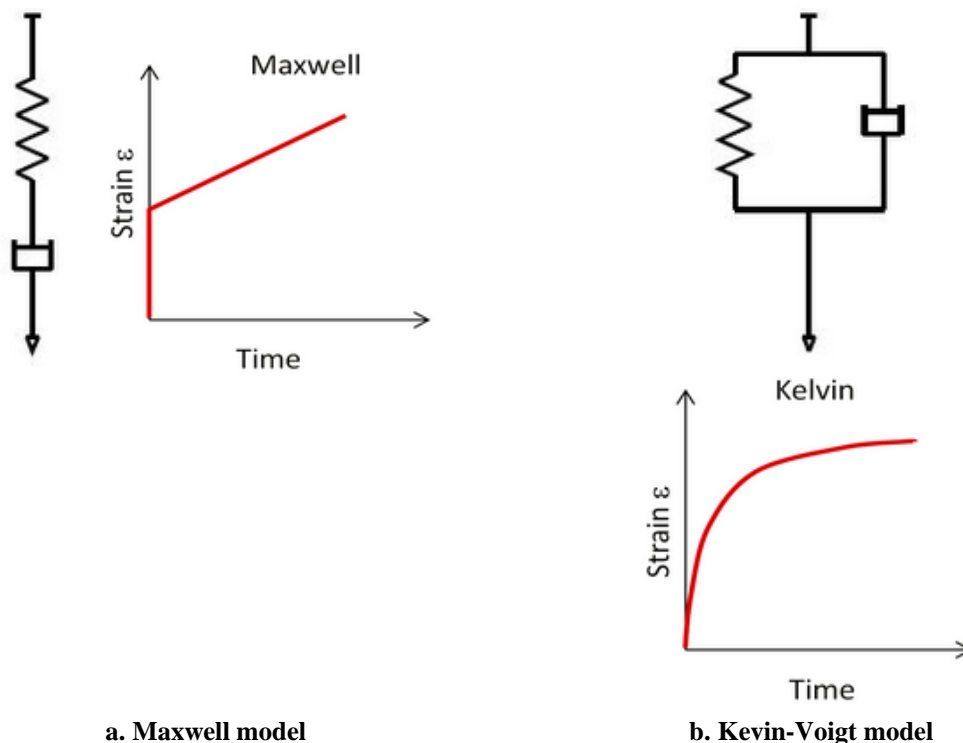 Maxwell
Strain ε
Time
Kelvin
Strain ε
Time
a. Maxwell model
b. Kevin-Voigt model